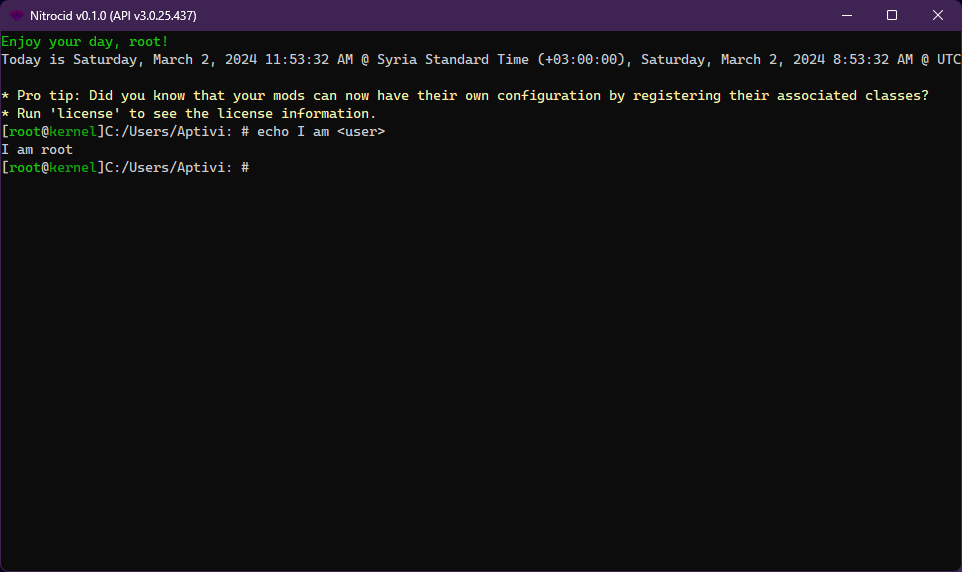 Nitrocid v0.1.0 (API v3.0.25.437)
Enjoy your day, root!
Today is Saturday, March 2, 2024 11:53:32 AM @ Syria Standard Time (+03:00:00), Saturday, March 2, 2024 8:53:32 AM @ UTC
* Pro tip: Did you know that your mods can now have their own configuration by registering their associated classes?
* Run 'license' to see the license information.
[root@kernel]C:/Users/Aptivi: # echo I am <user>
I am root
[root@kernel]C:/Users/Aptivi: #